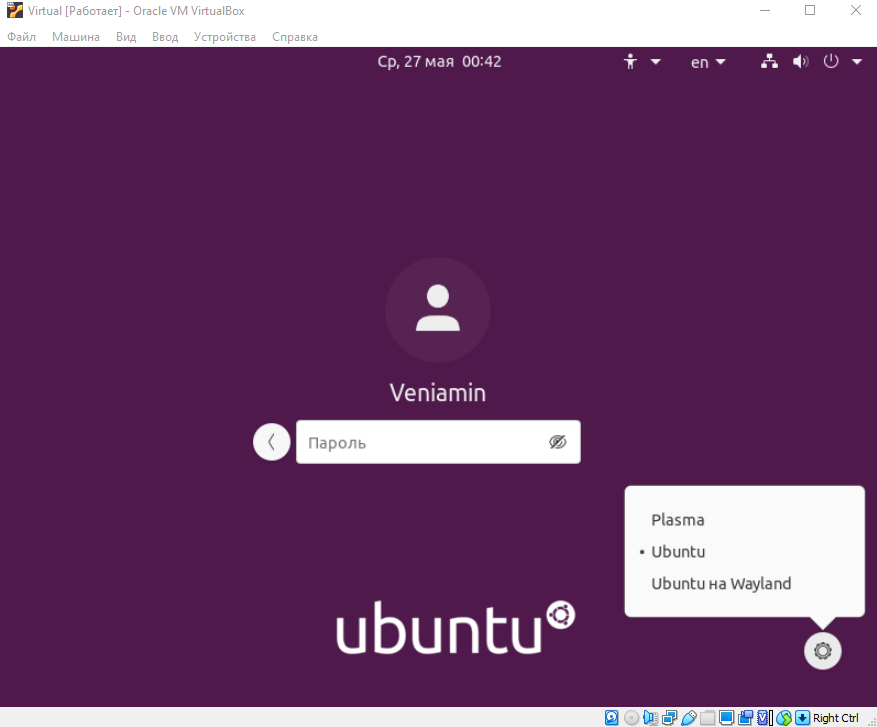 Virtual [Работает] - Oracle VM VirtualBox
Файл Машина Вид Ввод Устройства Справка
Ср, 27 мая 00:42 en
Veniamin
Пароль
Plasma
• Ubuntu
Ubuntu на Wayland
ubuntu
Right Ctrl